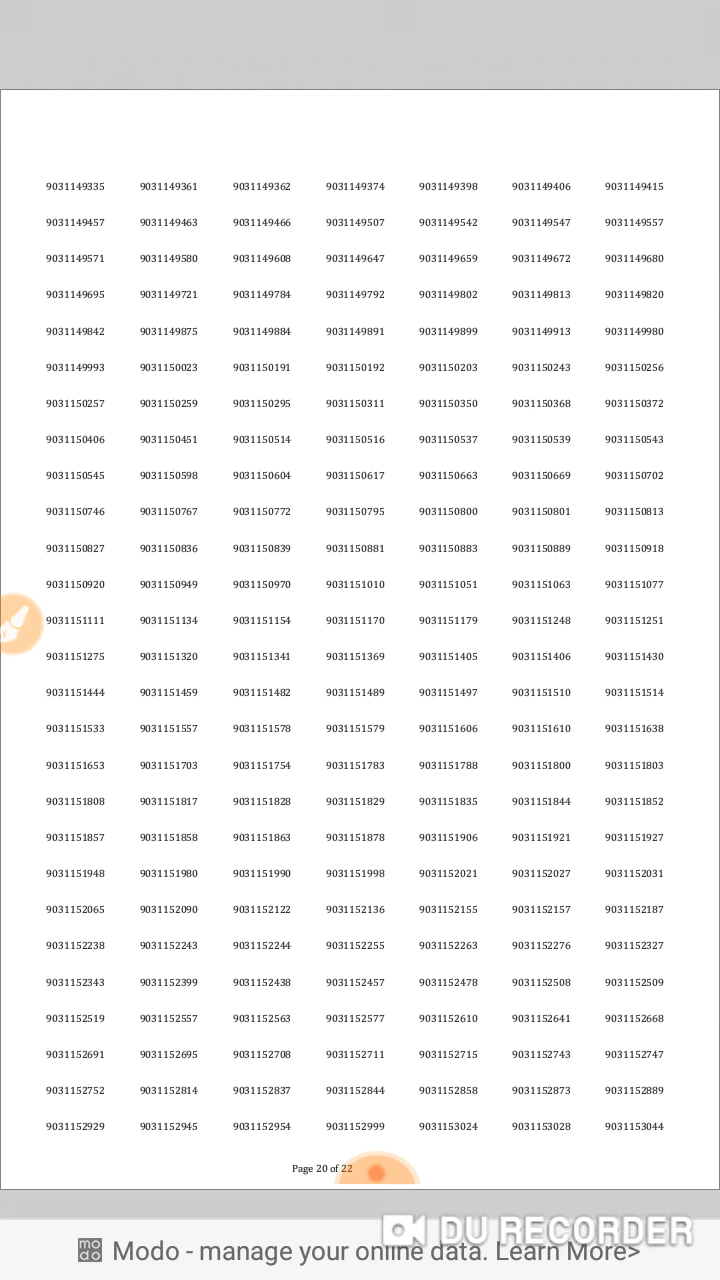 9031149335 9031149361 9031149362 9031149374 9031149398 9031149406 9031149415
9031149457 9031149463 9031149466 9031149507 9031149542 9031149547 9031149557
9031149571 9031149580 9031149608 9031149647 9031149659 9031149672 9031149680
9031149695 9031149721 9031149784 9031149792 9031149802 9031149813 9031149820
9031149842 9031149875 9031149884 9031149891 9031149899 9031149913 9031149980
9031149993 9031150023 9031150191 9031150192 9031150203 9031150243 9031150256
9031150257 9031150259 9031150295 9031150311 9031150350 9031150368 9031150372
9031150406 9031150451 9031150514 9031150516 9031150537 9031150539 9031150543
9031150545 9031150598 9031150604 9031150617 9031150663 9031150669 9031150702
9031150746 9031150767 9031150772 9031150795 9031150800 9031150801 9031150813
9031150827 9031150836 9031150839 9031150881 9031150883 9031150889 9031150918
9031150920 9031150949 9031150970 9031151010 9031151051 9031151063 9031151077
9031151111 9031151134 9031151154 9031151170 9031151179 9031151248 9031151251
9031151275 9031151320 9031151341 9031151369 9031151405 9031151406 9031151430
9031151444 9031151459 9031151482 9031151489 9031151497 9031151510 9031151514
9031151533 9031151557 9031151578 9031151579 9031151606 9031151610 9031151638
9031151653 9031151703 9031151754 9031151783 9031151788 9031151800 9031151803
9031151808 9031151817 9031151828 9031151829 9031151835 9031151844 9031151852
9031151857 9031151858 9031151863 9031151878 9031151906 9031151921 9031151927
9031151948 9031151980 9031151990 9031151998 9031152021 9031152027 9031152031
9031152065 9031152090 9031152122 9031152136 9031152155 9031152157 9031152187
9031152238 9031152243 9031152244 9031152255 9031152263 9031152276 9031152327
9031152343 9031152399 9031152438 9031152457 9031152478 9031152508 9031152509
9031152519 9031152557 9031152563 9031152577 9031152610 9031152641 9031152668
9031152691 9031152695 9031152708 9031152711 9031152715 9031152743 9031152747
9031152752 9031152814 9031152837 9031152844 9031152858 9031152873 9031152889
9031152929 9031152945 9031152954 9031152999 9031153024 9031153028 9031153044
Page 20 of 22
DU RECORDER
modo Modo - manage your online data. Learn More>